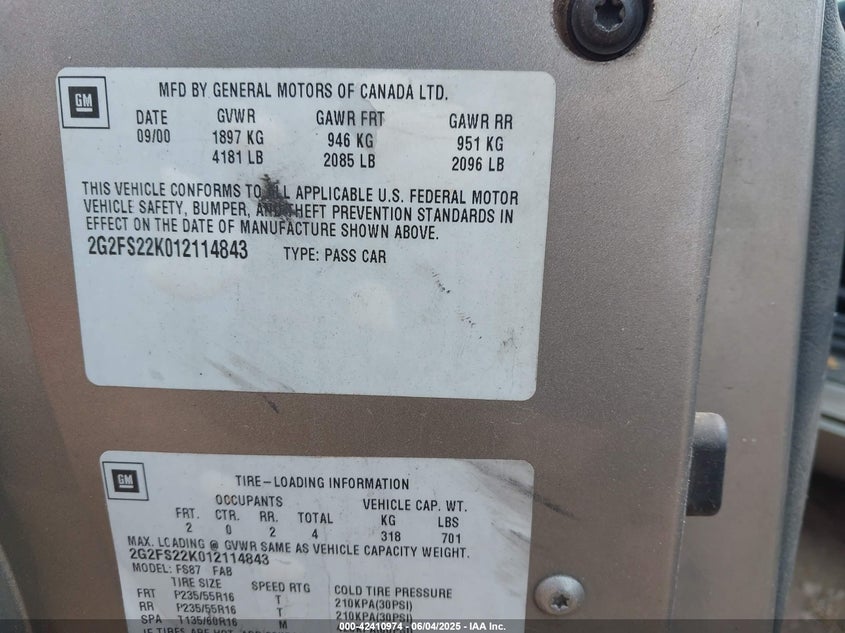 GM
MFD BY GENERAL MOTORS OF CANADA LTD.
DATE GVWR GAWR FRT GAWR RR
09/00 1897 KG 946 KG 951 KG
4181 LB 2085 LB 2096 LB
THIS VEHICLE CONFORMS TO ALL APPLICABLE U.S. FEDERAL MOTOR
VEHICLE SAFETY, BUMPER, AND THEFT PREVENTION STANDARDS IN
EFFECT ON THE DATE OF MANUFACTURE SHOWN ABOVE.
2G2FS22K012114843 TYPE: PASS CAR
GM
TIRE-LOADING INFORMATION
OCCUPANTS VEHICLE CAP. WT.
FRT. CTR. RR. TOTAL KG LBS
2 0 2 4 318 701
MAX. LOADING @ GVWR SAME AS VEHICLE CAPACITY WEIGHT.
2G2FS22K012114843
MODEL: FS87 FAB
TIRE SIZE SPEED RTG COLD TIRE PRESSURE
FRT P235/55R16 T 210KPA(30PSI)
RR P235/55R16 T 210KPA(30PSI)
SPA T135/60R16 M
IF TIRES ARE HOT,
000-42410974 - 06/04/2025 - IAA Inc.